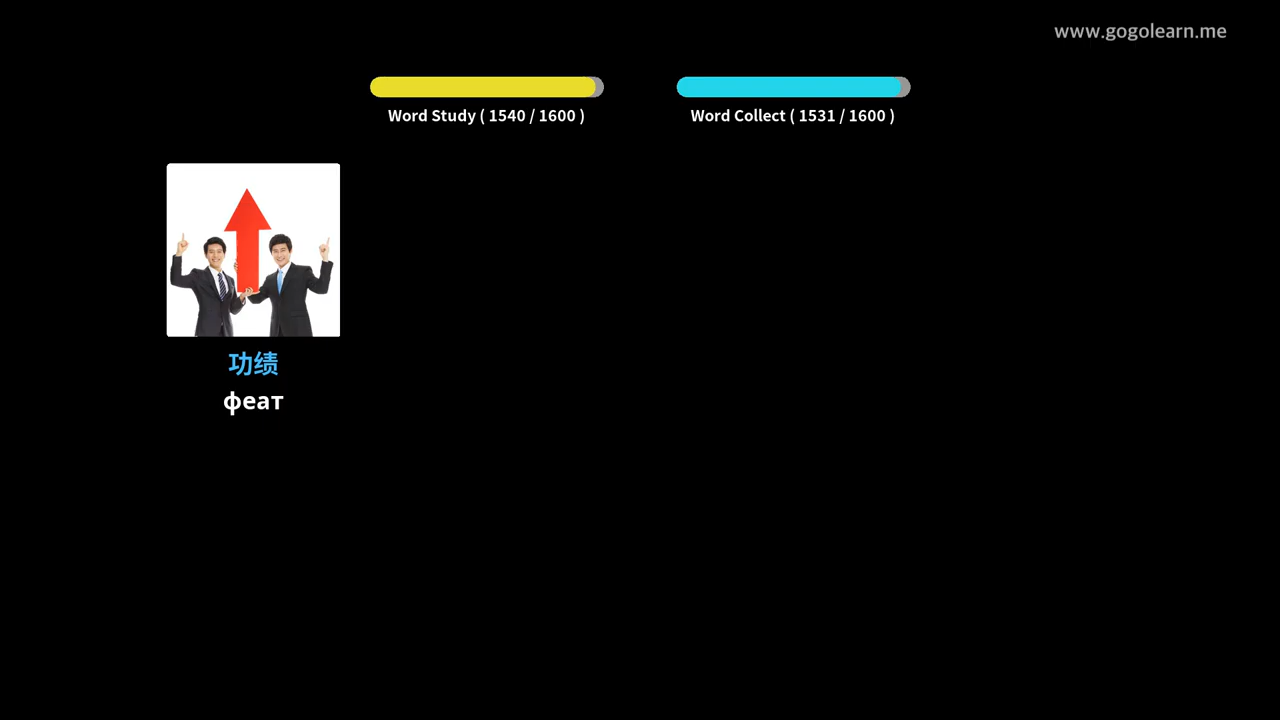 www.gogolearn.me
Word Study ( 1540 / 1600 )
Word Collect ( 1531 / 1600 )
功绩
феат